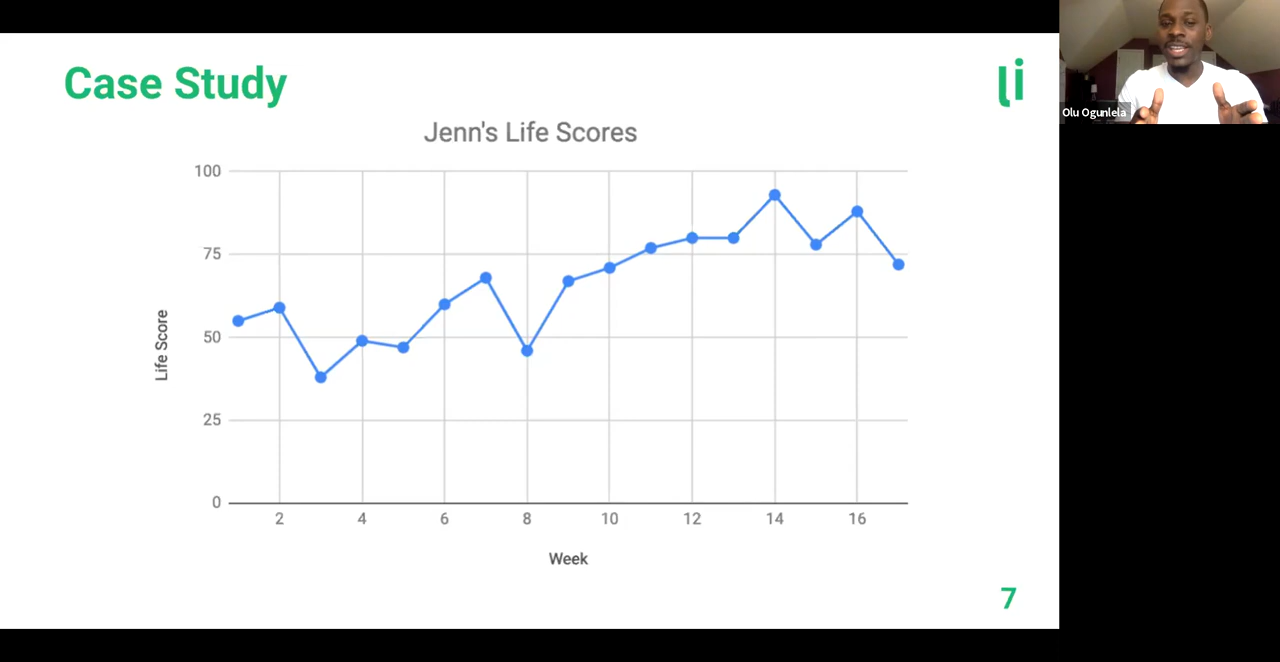 Case Study
Jenn's Life Scores
100
75
50
25
0
Life Score
2 4 6 8 10 12 14 16
Week
7
Olu Ogunlela